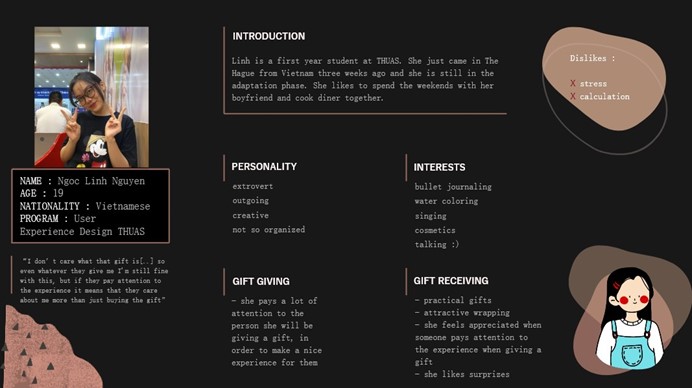 NAME : Ngoc Linh Nguyen
AGE : 19
NATIONALITY : Vietnamese
PROGRAM : User
Experience Design THUAS
"I don't care what that gift is[..] so
even whatever they give me I'm still fine
with this, but if they pay attention to
the experience it means that they care
about me more than just buying the gift"
INTRODUCTION
Linh is a first year student at THUAS. She just came in The
Hague from Vietnam three weeks ago and she is still in the
adaptation phase. She likes to spend the weekends with her
boyfriend and cook diner together.
PERSONALITY
extrovert
outgoing
creative
not so organized
INTERESTS
bullet journaling
water coloring
singing
cosmetics
talking :)
GIFT GIVING
- she pays a lot of
attention to the
person she will be
giving a gift, in
order to make a nice
experience for them
GIFT RECEIVING
- practical gifts
- attractive wrapping
- she feels appreciated when
someone pays attention to
the experience when giving a
gift
- she likes surprises
Dislikes :
X stress
X calculation